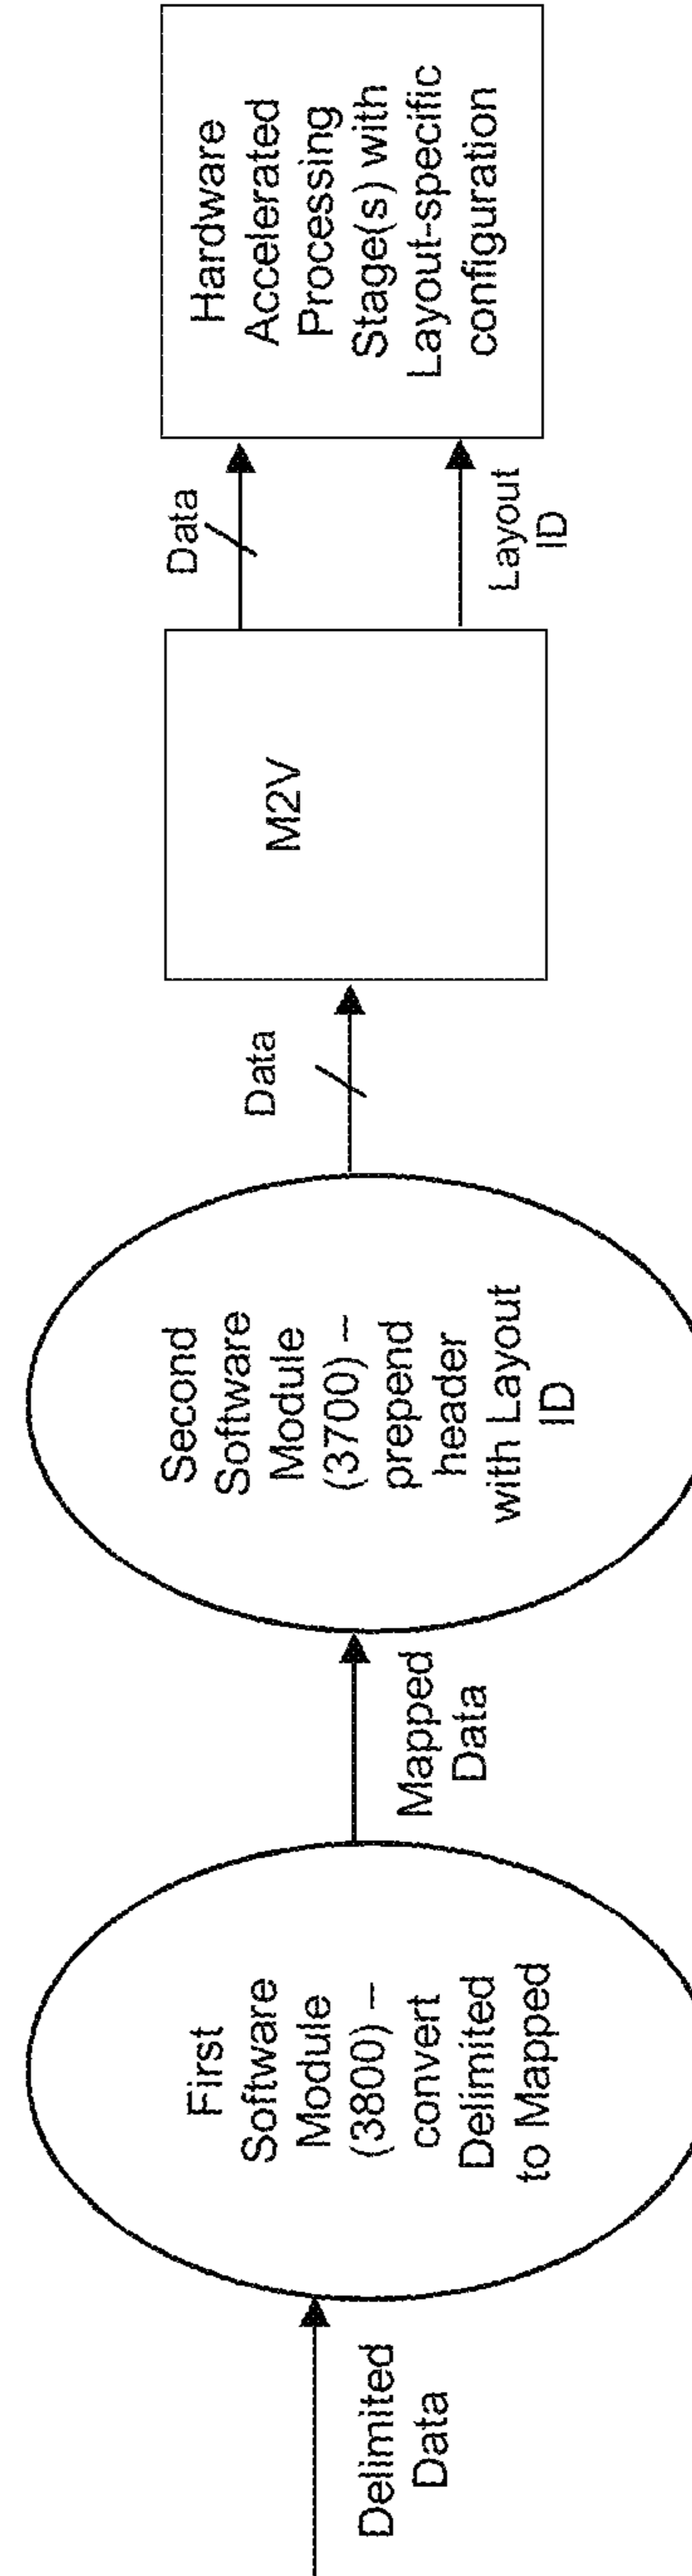 Delimited
Data
First
Software
Module
(3800) –
convert
Delimited
to Mapped
Mapped
Data
Second
Software
Module
(3700) –
prepend
header
with Layout
ID
Data
M2V
Data
Layout
ID
Hardware
Accelerated
Processing
Stage(s) with
Layout-specific
configuration